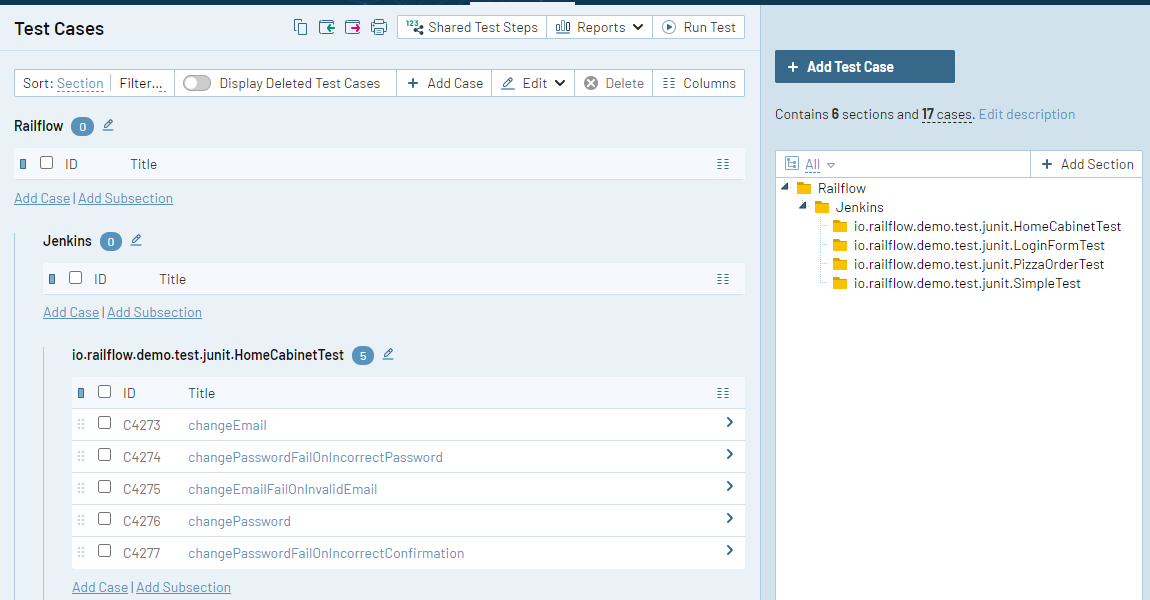 Test Cases
123 Shared Test Steps Reports Run Test
Sort: Section Filter... Display Deleted Test Cases Add Case Edit Delete Columns
Railflow 0
ID Title
Add Case | Add Subsection
Jenkins 0
ID Title
Add Case | Add Subsection
io.railflow.demo.test.junit.HomeCabinetTest 5
ID Title
C4273 changeEmail
C4274 changePasswordFailOnIncorrectPassword
C4275 changeEmailFailOnInvalidEmail
C4276 changePassword
C4277 changePasswordFailOnIncorrectConfirmation
Add Case | Add Subsection
+ Add Test Case
Contains 6 sections and 17 cases. Edit description
All + Add Section
Railflow
Jenkins
io.railflow.demo.test.junit.HomeCabinetTest
io.railflow.demo.test.junit.LoginFormTest
io.railflow.demo.test.junit.PizzaOrderTest
io.railflow.demo.test.junit.SimpleTest